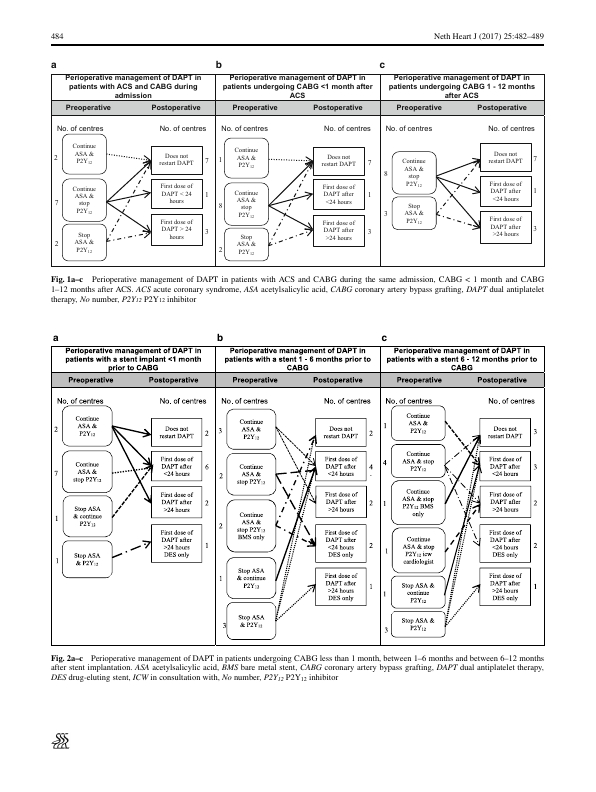 484
Neth Heart J (2017) 25:482–489
a
Perioperative management of DAPT in
patients with ACS and CABG during
admission
Preoperative
Postoperative
No. of centres
No. of centres
2
Continue
ASA &
P2Y12
7
Continue
ASA &
stop
P2Y12
2
Stop
ASA &
P2Y12
Does not
restart DAPT
7
First dose of
DAPT < 24
hours
1
First dose of
DAPT > 24
hours
3
b
Perioperative management of DAPT in
patients undergoing CABG <1 month after
ACS
Preoperative
Postoperative
No. of centres
No. of centres
1
Continue
ASA &
P2Y12
8
Continue
ASA &
stop
P2Y12
2
Stop
ASA &
P2Y12
Does not
restart DAPT
7
First dose of
DAPT after
<24 hours
1
First dose of
DAPT after
>24 hours
3
c
Perioperative management of DAPT in
patients undergoing CABG 1 - 12 months
after ACS
Preoperative
Postoperative
No. of centres
No. of centres
8
Continue
ASA &
stop
P2Y12
3
Stop
ASA &
P2Y12
Does not
restart DAPT
7
First dose of
DAPT after
<24 hours
1
First dose of
DAPT after
>24 hours
3
Fig. 1a–c Perioperative management of DAPT in patients with ACS and CABG during the same admission, CABG < 1 month and CABG
1–12 months after ACS. ACS acute coronary syndrome, ASA acetylsalicylic acid, CABG coronary artery bypass grafting, DAPT dual antiplatelet
therapy, No number, P2Y12 P2Y12 inhibitor
a
Perioperative management of DAPT in
patients with a stent implant <1 month
prior to CABG
Preoperative
Postoperative
No. of centres
No. of centres
2
Continue
ASA &
P2Y12
7
Continue
ASA &
stop P2Y12
1
Stop ASA
& continue
P2Y12
1
Stop ASA
& P2Y12
Does not
restart DAPT
2
First dose of
DAPT after
<24 hours
6
First dose of
DAPT after
>24 hours
2
First dose of
DAPT after
>24 hours
DES only
1
b
Perioperative management of DAPT in
patients with a stent 1 - 6 months prior to
CABG
Preoperative
Postoperative
No. of centres
No. of centres
3
Continue
ASA &
P2Y12
2
Continue
ASA &
stop P2Y12
2
Continue
ASA &
stop P2Y12
BMS only
1
Stop ASA
& continue
P2Y12
3
Stop ASA
& P2Y12
Does not
restart DAPT
2
First dose of
DAPT after
<24 hours
4
First dose of
DAPT after
>24 hours
2
First dose of
DAPT after
<24 hours
DES only
2
First dose of
DAPT after
>24 hours
DES only
1
c
Perioperative management of DAPT in
patients with a stent 6 - 12 months prior to
CABG
Preoperative
Postoperative
No. of centres
No. of centres
1
Continue
ASA &
P2Y12
4
Continue
ASA &
stop P2Y12
1
Continue
ASA & stop
P2Y12 BMS
only
1
Continue
ASA & stop
P2Y12 icw
cardiologist
1
Stop ASA &
continue
P2Y12
3
Stop ASA &
P2Y12
Does not
restart DAPT
3
First dose of
DAPT after
<24 hours
3
First dose of
DAPT after
>24 hours
2
First dose of
DAPT after
<24 hours
DES only
2
First dose of
DAPT after
>24 hours
DES only
1
Fig. 2a–c Perioperative management of DAPT in patients undergoing CABG less than 1 month, between 1–6 months and between 6–12 months
after stent implantation. ASA acetylsalicylic acid, BMS bare metal stent, CABG coronary artery bypass grafting, DAPT dual antiplatelet therapy,
DES drug-eluting stent, ICW in consultation with, No number, P2Y12 P2Y12 inhibitor